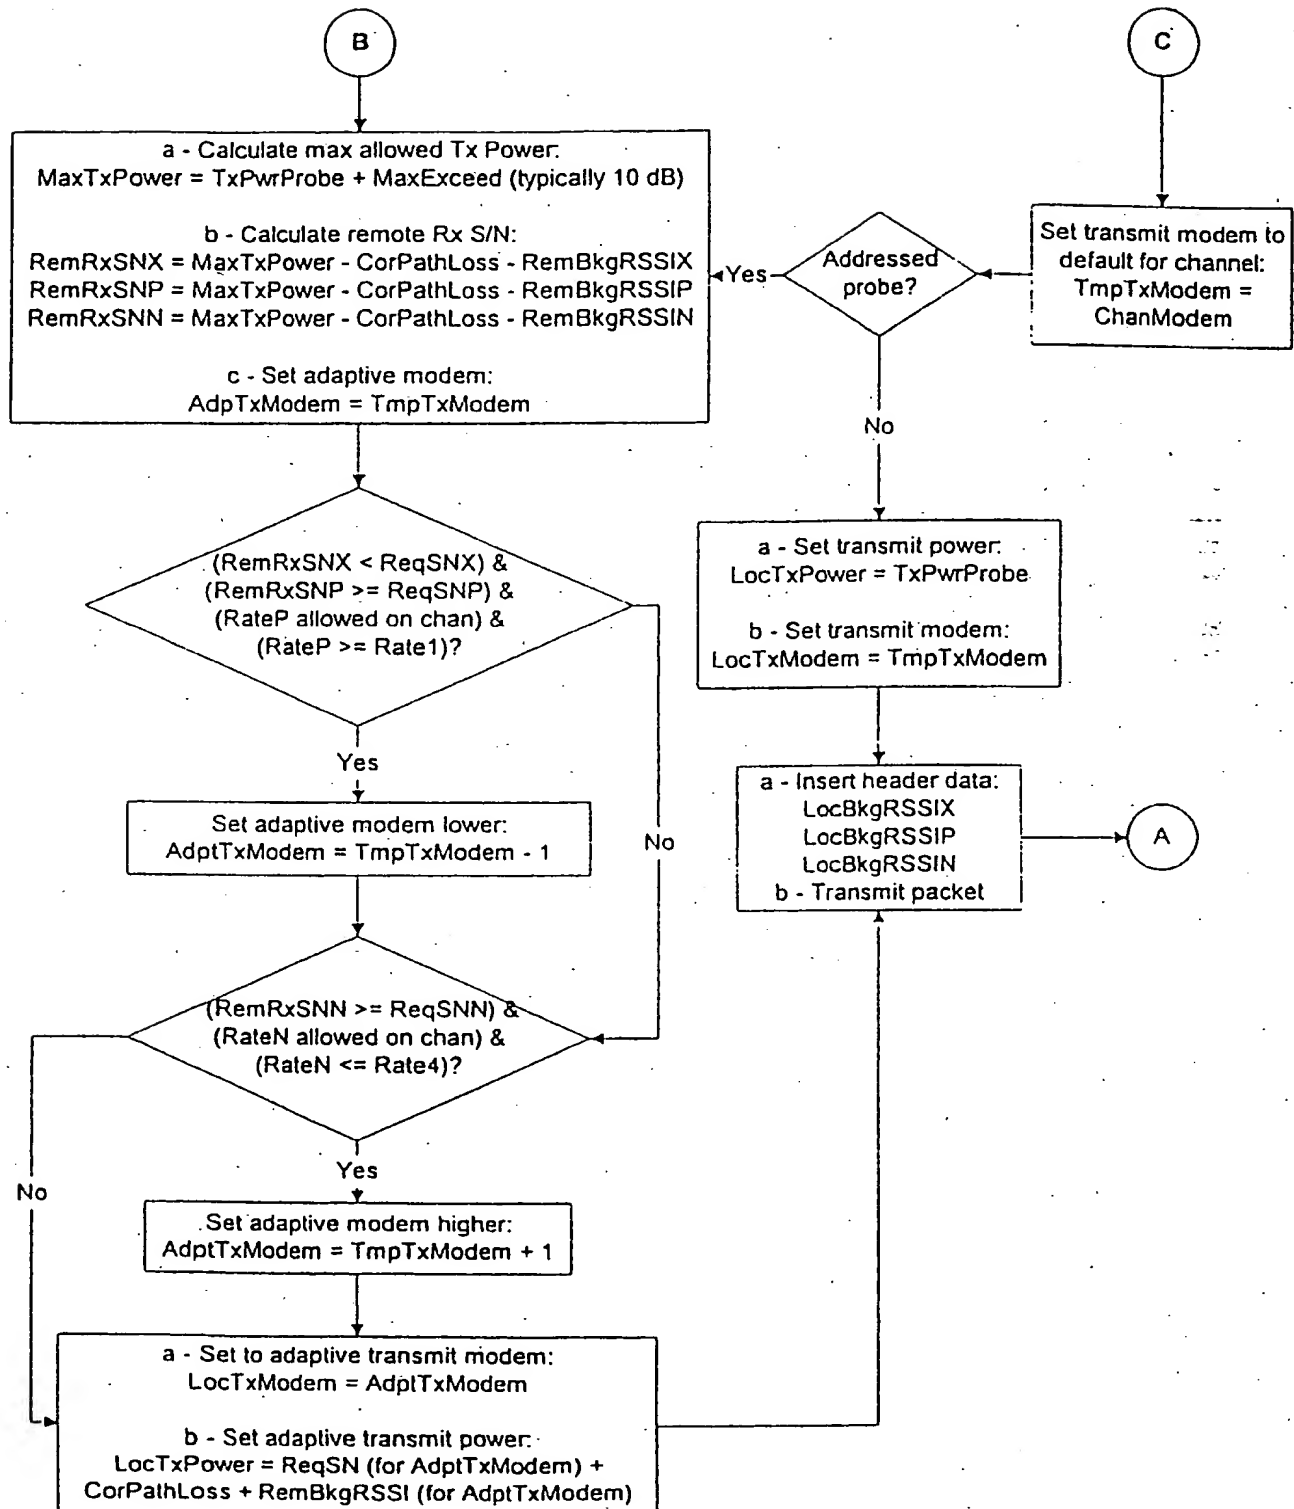 B
C
a - Calculate max allowed Tx Power:
MaxTxPower = TxPwrProbe + MaxExceed (typically 10 dB)
b - Calculate remote Rx S/N:
RemRxSNX = MaxTxPower - CorPathLoss - RemBkgRSSIX
RemRxSNP = MaxTxPower - CorPathLoss - RemBkgRSSIP
RemRxSNN = MaxTxPower - CorPathLoss - RemBkgRSSIN
c - Set adaptive modem:
AdpTxModem = TmpTxModem
Yes
Addressed
probe?
Set transmit modem to
default for channel:
TmpTxModem =
ChanModem
No
(RemRxSNX < ReqSNX) &
(RemRxSNP >= ReqSNP) &
(RateP allowed on chan) &
(RateP >= Rate1)?
a - Set transmit power:
LocTxPower = TxPwrProbe
b - Set transmit modem:
LocTxModem = TmpTxModem
Yes
Set adaptive modem lower:
AdptTxModem = TmpTxModem - 1
No
a - Insert header data:
LocBkgRSSIX
LocBkgRSSIP
LocBkgRSSIN
b - Transmit packet
A
(RemRxSNN >= ReqSNN) &
(RateN allowed on chan) &
(RateN <= Rate4)?
Yes
No
Set adaptive modem higher:
AdptTxModem = TmpTxModem + 1
a - Set to adaptive transmit modem:
LocTxModem = AdptTxModem
b - Set adaptive transmit power:
LocTxPower = ReqSN (for AdptTxModem) +
CorPathLoss + RemBkgRSSI (for AdptTxModem)